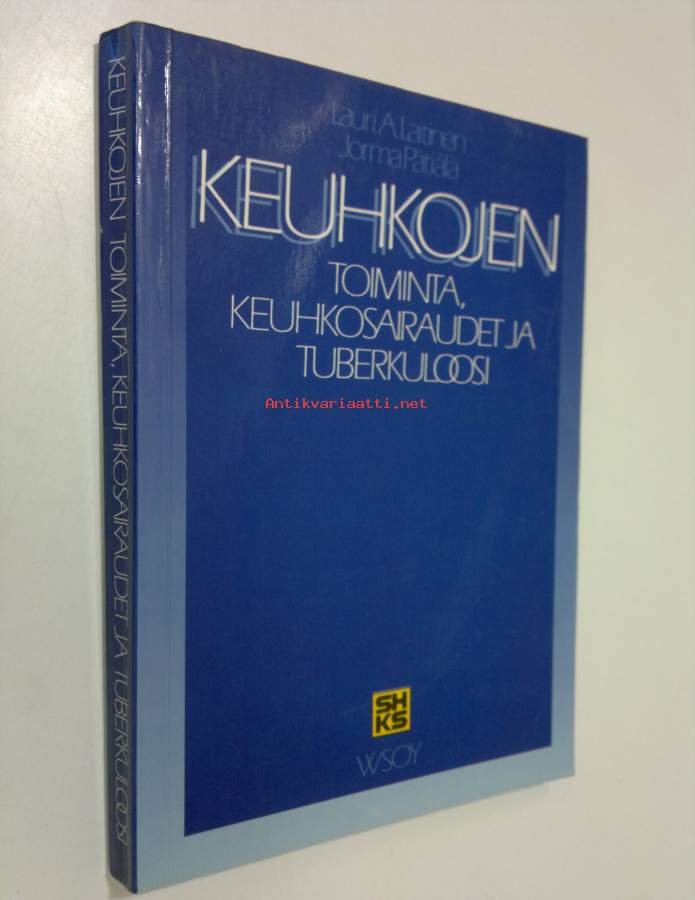 Lauri A. Laitinen
Jorma Patiala
KEUHKOJEN
TOIMINTA,
KEUHKOSAIRAUDET JA
TUBERKULOOSI
Antikvariaatti.net
SH
KS
WSOY
KEUHKOJEN TOIMINTA, KEUHKOSAIRAUDET JA TUBERKULOOSI